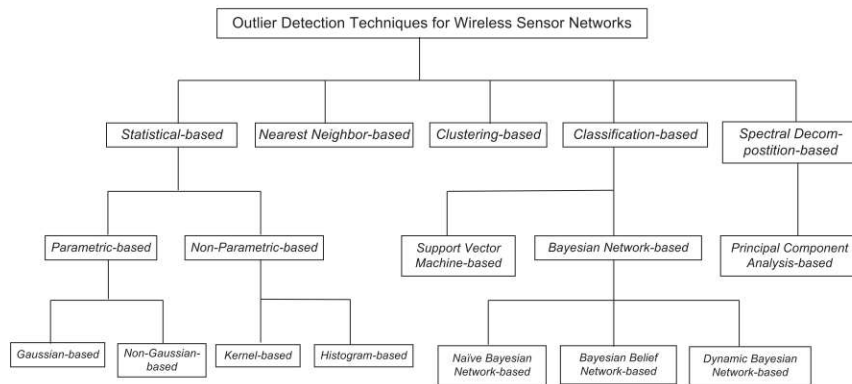 Outlier Detection Techniques for Wireless Sensor Networks
Statistical-based
Nearest Neighbor-based
Clustering-based
Classification-based
Spectral Decom-
postition-based
Parametric-based
Non-Parametric-based
Support Vector
Machine-based
Bayesian Network-based
Principal Component
Analysis-based
Gaussian-based
Non-Gaussian-
based
Kernel-based
Histogram-based
Naïve Bayesian
Network-based
Bayesian Belief
Network-based
Dynamic Bayesian
Network-based